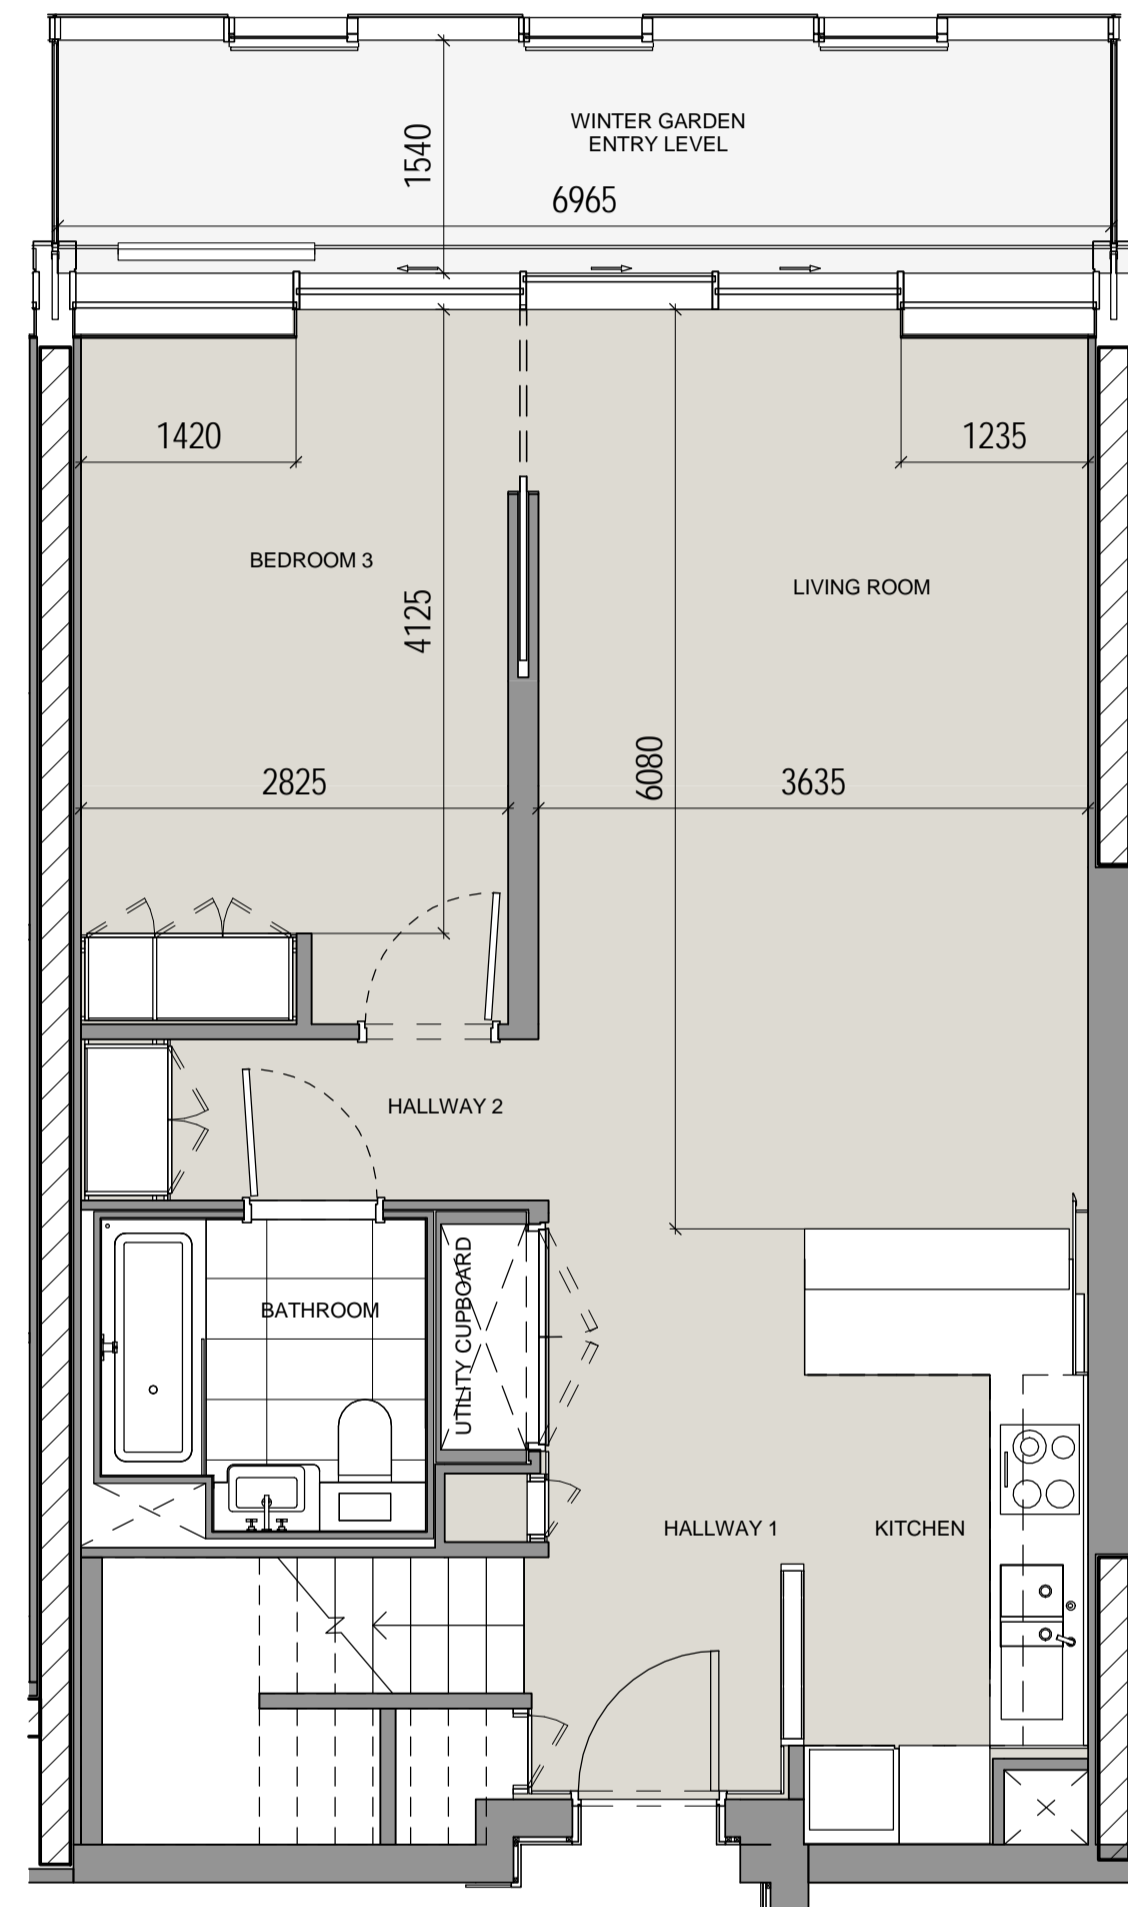 WINTER GARDEN
ENTRY LEVEL
1540
6965
1420
1235
BEDROOM 3
LIVING ROOM
4125
6080
2825
3635
HALLWAY 2
UTILITY CUPBOARD
BATHROOM
HALLWAY 1
KITCHEN